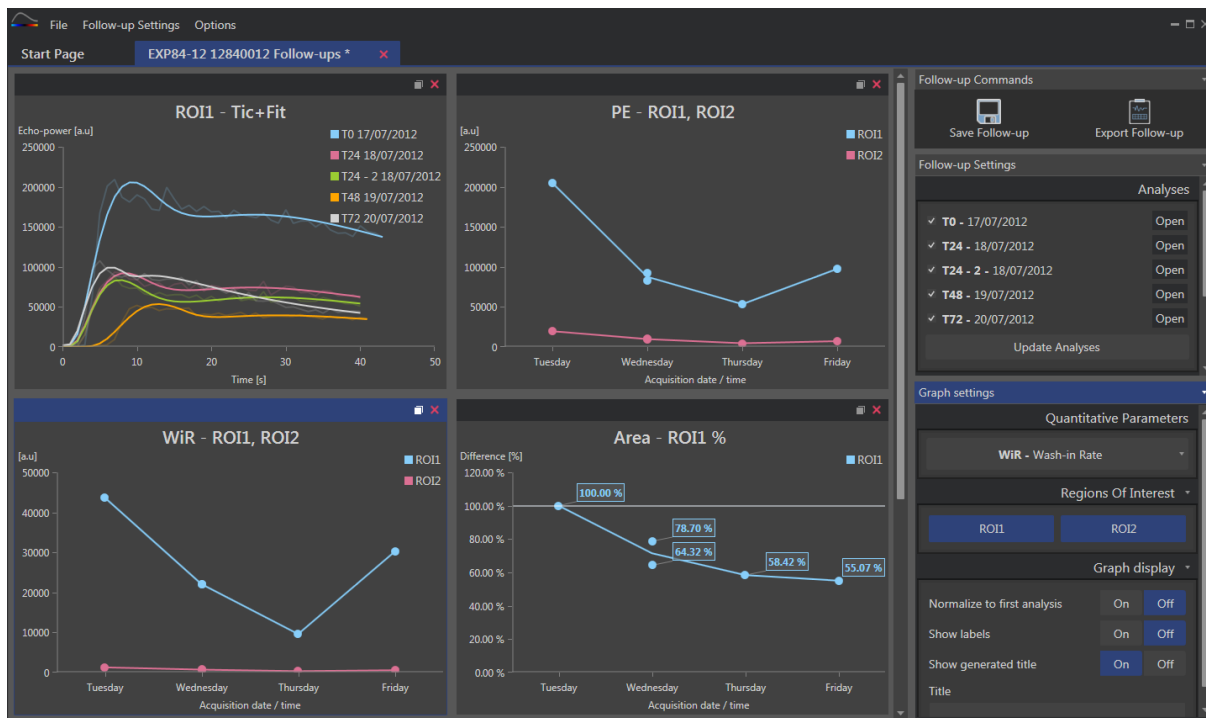 File Follow-up Settings Options
Start Page
EXP84-12 12840012 Follow-ups *
ROI1 - Tic+Fit
Echo-power [a.u]
T0 17/07/2012
T24 18/07/2012
T24 - 2 18/07/2012
T48 19/07/2012
T72 20/07/2012
250000
200000
150000
100000
50000
0
0 10 20 30 40 50
Time [s]
PE - ROI1, ROI2
[a.u]
ROI1
ROI2
250000
200000
150000
100000
50000
0
Tuesday Wednesday Thursday Friday
Acquisition date / time
WiR - ROI1, ROI2
[a.u]
ROI1
ROI2
50000
40000
30000
20000
10000
0
Tuesday Wednesday Thursday Friday
Acquisition date / time
Area - ROI1 %
Difference [%]
ROI1
120.00 %
100.00 %
80.00 %
60.00 %
40.00 %
20.00 %
0.00 %
100.00 %
78.70 %
64.32 %
58.42 %
55.07 %
Tuesday Wednesday Thursday Friday
Acquisition date / time
Follow-up Commands
Save Follow-up Export Follow-up
Follow-up Settings
Analyses
T0 - 17/07/2012 Open
T24 - 18/07/2012 Open
T24 - 2 - 18/07/2012 Open
T48 - 19/07/2012 Open
T72 - 20/07/2012 Open
Update Analyses
Graph settings
Quantitative Parameters
WiR - Wash-in Rate
Regions Of Interest
ROI1 ROI2
Graph display
Normalize to first analysis On Off
Show labels On Off
Show generated title On Off
Title